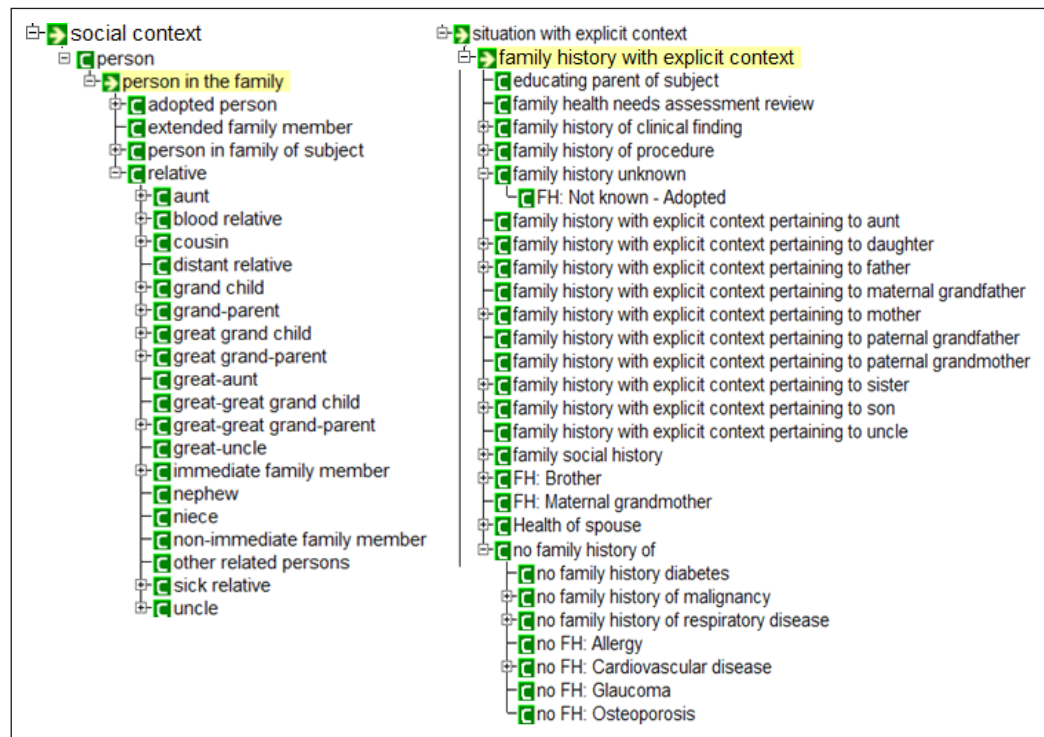 social context
person
person in the family
adopted person
extended family member
person in family of subject
relative
aunt
blood relative
cousin
distant relative
grand child
grand-parent
great grand child
great grand-parent
great-aunt
great-great grand child
great-great grand-parent
great-uncle
immediate family member
nephew
niece
non-immediate family member
other related persons
sick relative
uncle
situation with explicit context
family history with explicit context
educating parent of subject
family health needs assessment review
family history of clinical finding
family history of procedure
family history unknown
FH: Not known - Adopted
family history with explicit context pertaining to aunt
family history with explicit context pertaining to daughter
family history with explicit context pertaining to father
family history with explicit context pertaining to maternal grandfather
family history with explicit context pertaining to mother
family history with explicit context pertaining to paternal grandfather
family history with explicit context pertaining to paternal grandmother
family history with explicit context pertaining to sister
family history with explicit context pertaining to son
family history with explicit context pertaining to uncle
family social history
FH: Brother
FH: Maternal grandmother
Health of spouse
no family history of
no family history diabetes
no family history of malignancy
no family history of respiratory disease
no FH: Allergy
no FH: Cardiovascular disease
no FH: Glaucoma
no FH: Osteoporosis